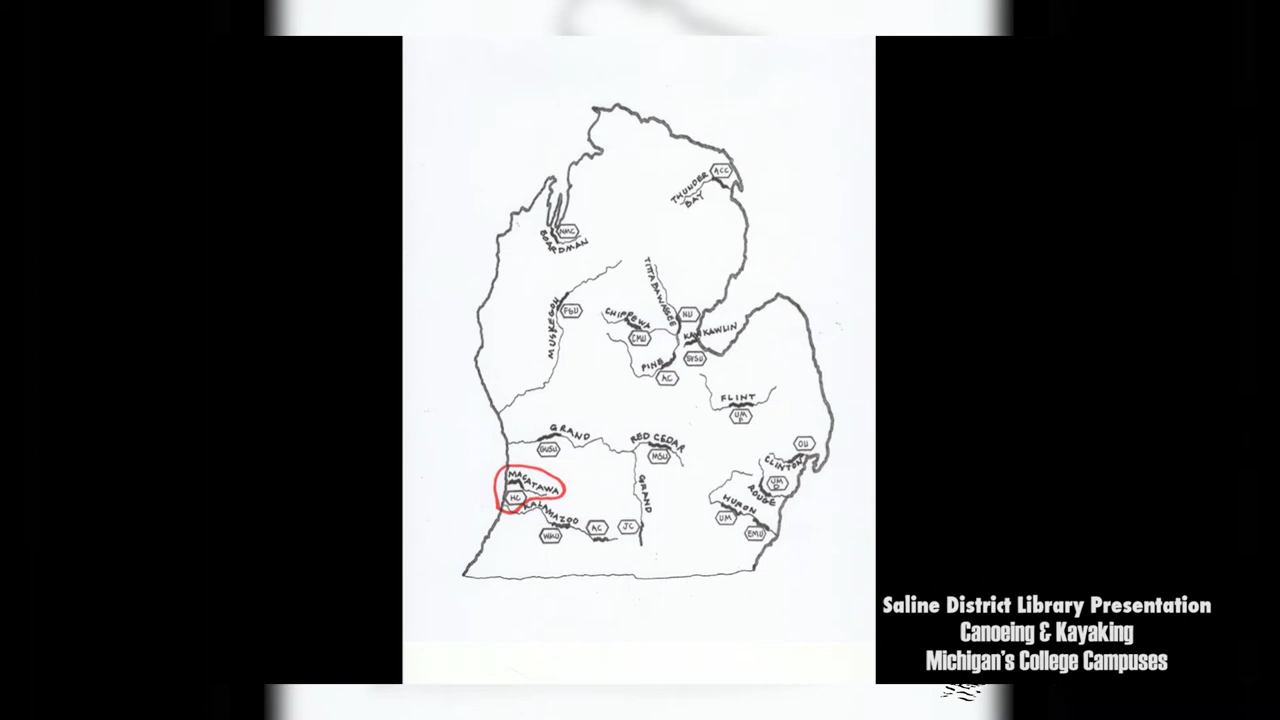 ACC
THUNDER
BAY
NMC
BOARDMAN
TITTABAWASSEE
MUSKEGON
FSU
CHIPPEWA
NU
KAWKAWLIN
CMU
SVSU
PINE
AC
FLINT
UM
F
GRAND
RED CEDAR
OU
GVSU
MSU
CLINTON
MACATAWA
UM
D
ROUGE
HC
GRAND
HURON
KALAMAZOO
AC
JC
UM
WMU
EMU
Saline District Library Presentation
Canoeing & Kayaking
Michigan's College Campuses